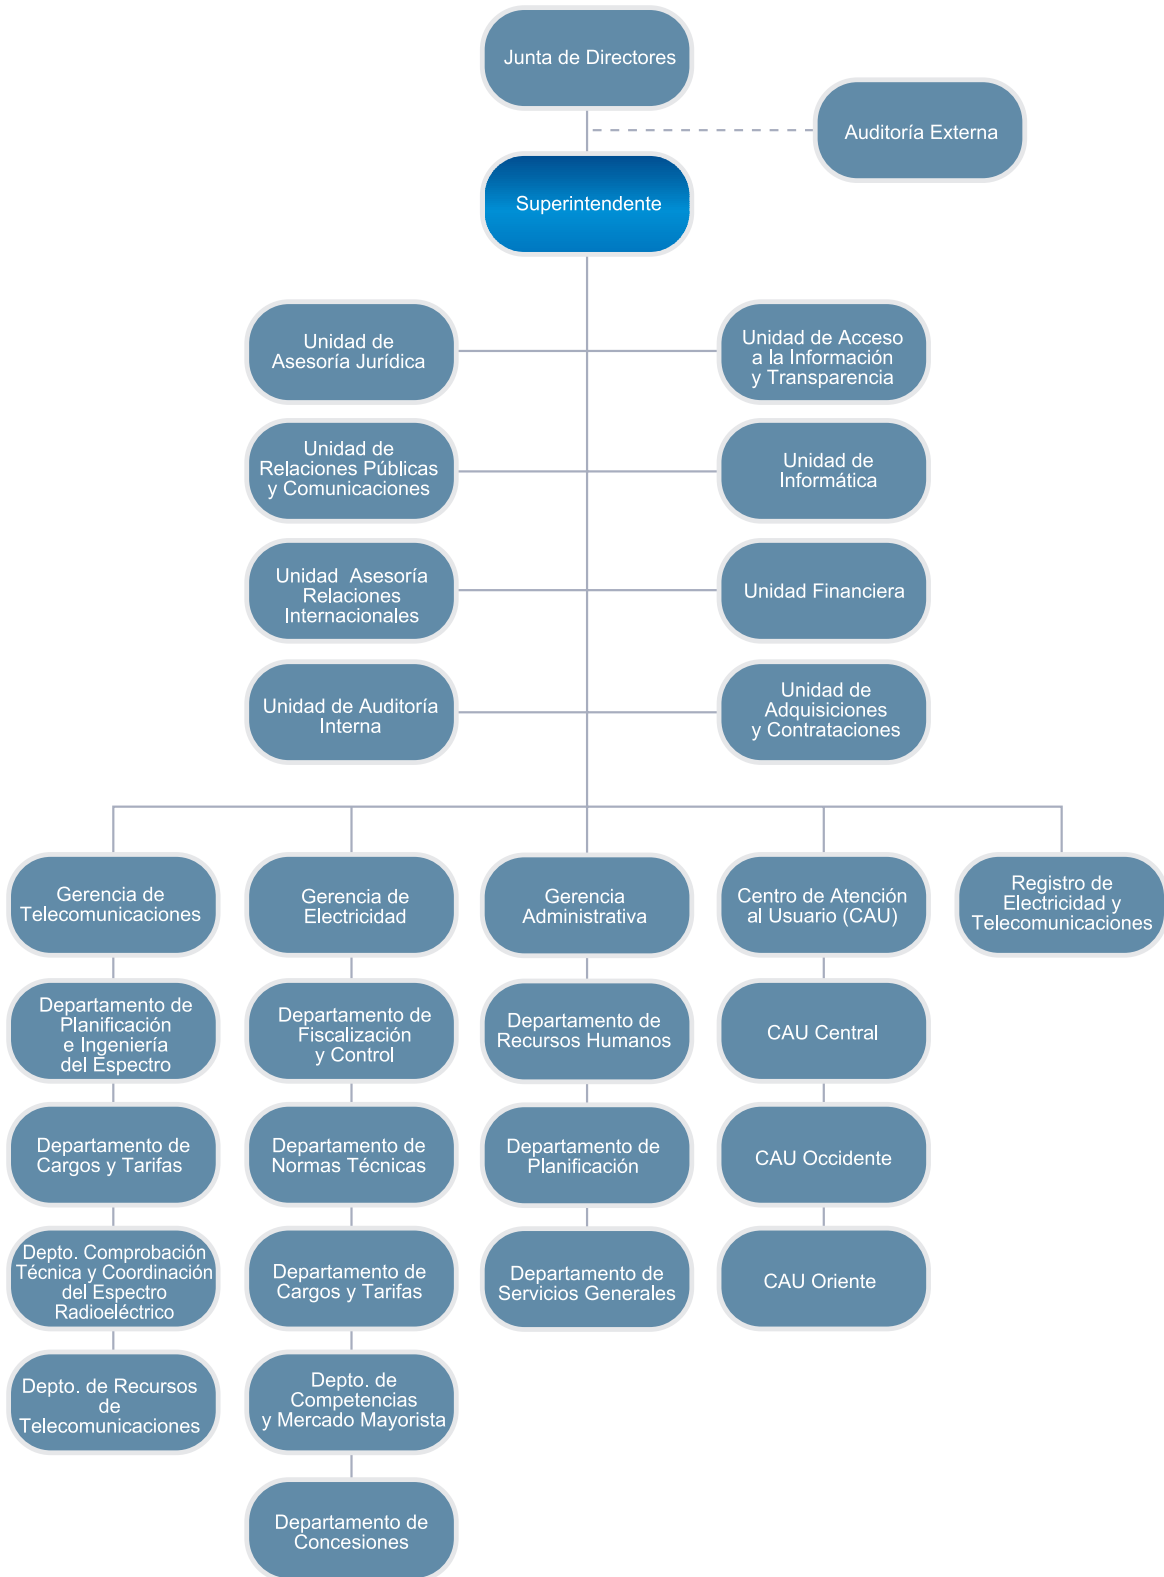 Junta de Directores
Auditoría Externa
Superintendente
Unidad de
Asesoría Jurídica
Unidad de Acceso
a la Información
y Transparencia
Unidad de
Relaciones Públicas
y Comunicaciones
Unidad de
Informática
Unidad Asesoría
Relaciones
Internacionales
Unidad Financiera
Unidad de Auditoría
Interna
Unidad de
Adquisiciones
y Contrataciones
Gerencia de
Telecomunicaciones
Gerencia de
Electricidad
Gerencia
Administrativa
Centro de Atención
al Usuario (CAU)
Registro de
Electricidad y
Telecomunicaciones
Departamento de
Planificación
e Ingeniería
del Espectro
Departamento de
Fiscalización
y Control
Departamento de
Recursos Humanos
CAU Central
Departamento de
Cargos y Tarifas
Departamento de
Normas Técnicas
Departamento de
Planificación
CAU Occidente
Depto. Comprobación
Técnica y Coordinación
del Espectro
Radioeléctrico
Departamento de
Cargos y Tarifas
Departamento de
Servicios Generales
CAU Oriente
Depto. de Recursos
de
Telecomunicaciones
Depto. de
Competencias
y Mercado Mayorista
Departamento de
Concesiones